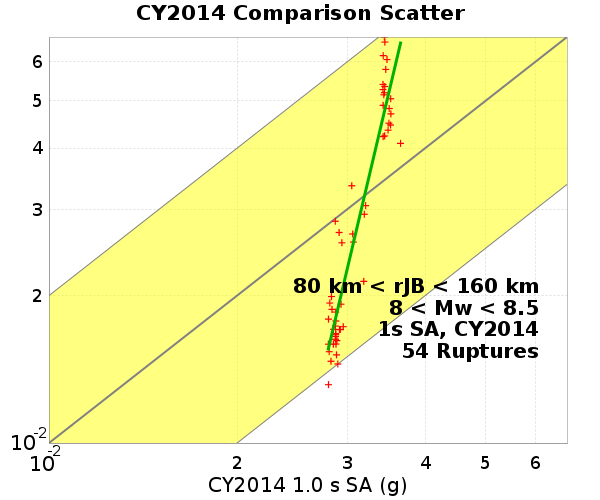 CY2014 Comparison Scatter
6
5
4
3
2
10-2
10-2
2
3
4
5
6
80 km < rJB < 160 km
8 < Mw < 8.5
1s SA, CY2014
54 Ruptures
CY2014 1.0 s SA (g)